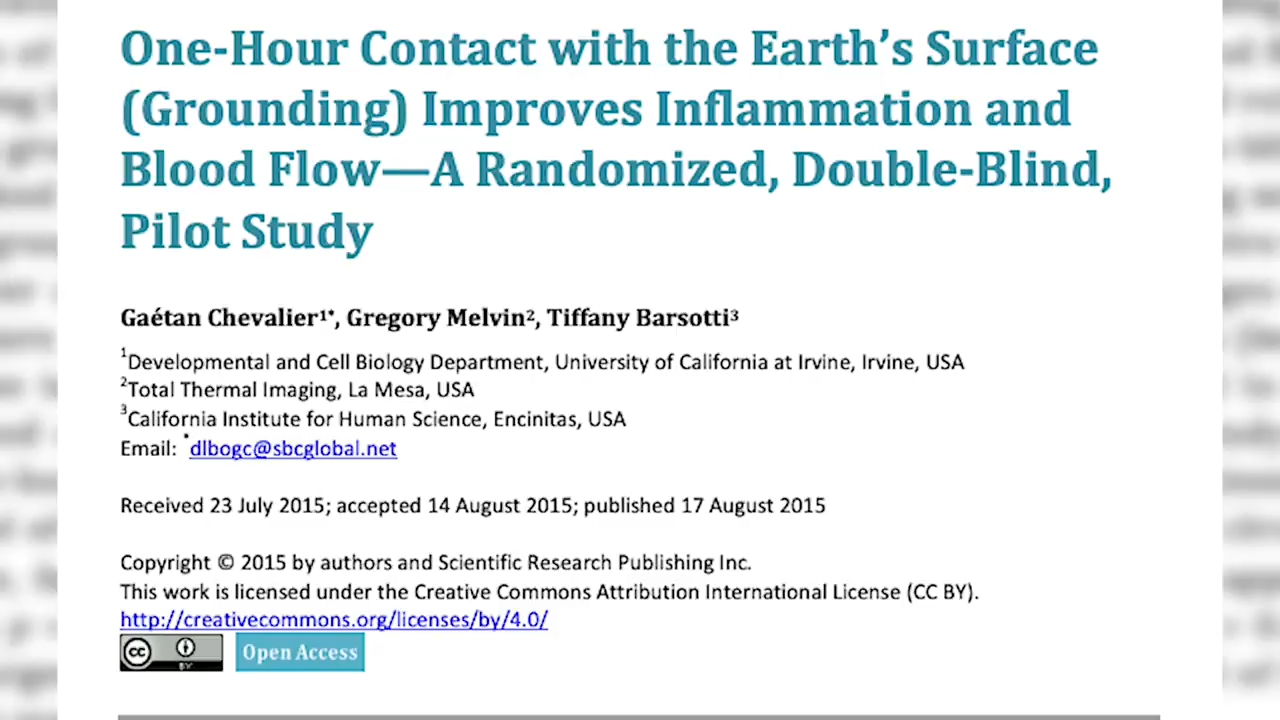 One-Hour Contact with the Earth’s Surface
(Grounding) Improves Inflammation and
Blood Flow—A Randomized, Double-Blind,
Pilot Study
Gaétan Chevalier1*, Gregory Melvin2, Tiffany Barsotti3
1Developmental and Cell Biology Department, University of California at Irvine, Irvine, USA
2Total Thermal Imaging, La Mesa, USA
3California Institute for Human Science, Encinitas, USA
Email: *dlbogc@sbcglobal.net
Received 23 July 2015; accepted 14 August 2015; published 17 August 2015
Copyright © 2015 by authors and Scientific Research Publishing Inc.
This work is licensed under the Creative Commons Attribution International License (CC BY).
http://creativecommons.org/licenses/by/4.0/
cc BY Open Access